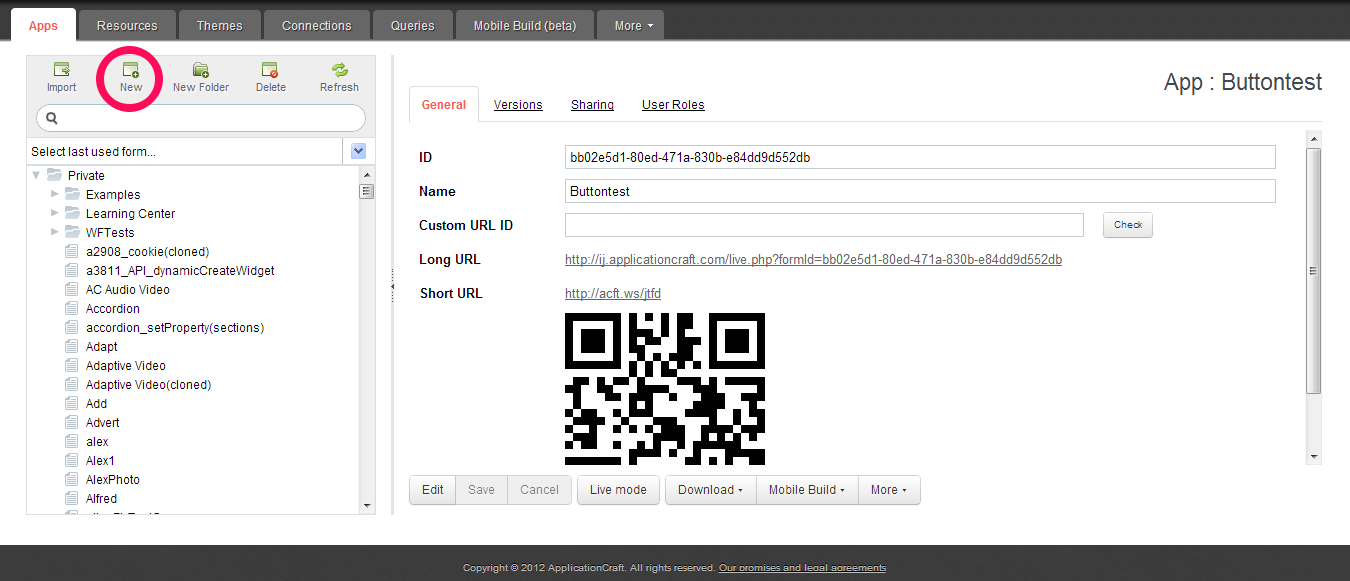 Apps Resources Themes Connections Queries Mobile Build (beta) More
Import New New Folder Delete Refresh
Select last used form...
Private
Examples
Learning Center
WFTests
a2908_cookie(cloned)
a3811_API_dynamicCreateWidget
AC Audio Video
Accordion
accordion_setProperty(sections)
Adapt
Adaptive Video
Adaptive Video(cloned)
Add
Advert
alex
Alex1
AlexPhoto
Alfred
App : Buttontest
General Versions Sharing User Roles
ID bb02e5d1-80ed-471a-830b-e84dd9d552db
Name Buttontest
Custom URL ID Check
Long URL http://ij.applicationcraft.com/live.php?formId=bb02e5d1-80ed-471a-830b-e84dd9d552db
Short URL http://acft.ws/jtfd
Edit Save Cancel Live mode Download Mobile Build More
Copyright © 2012 ApplicationCraft. All rights reserved. Our promises and legal agreements